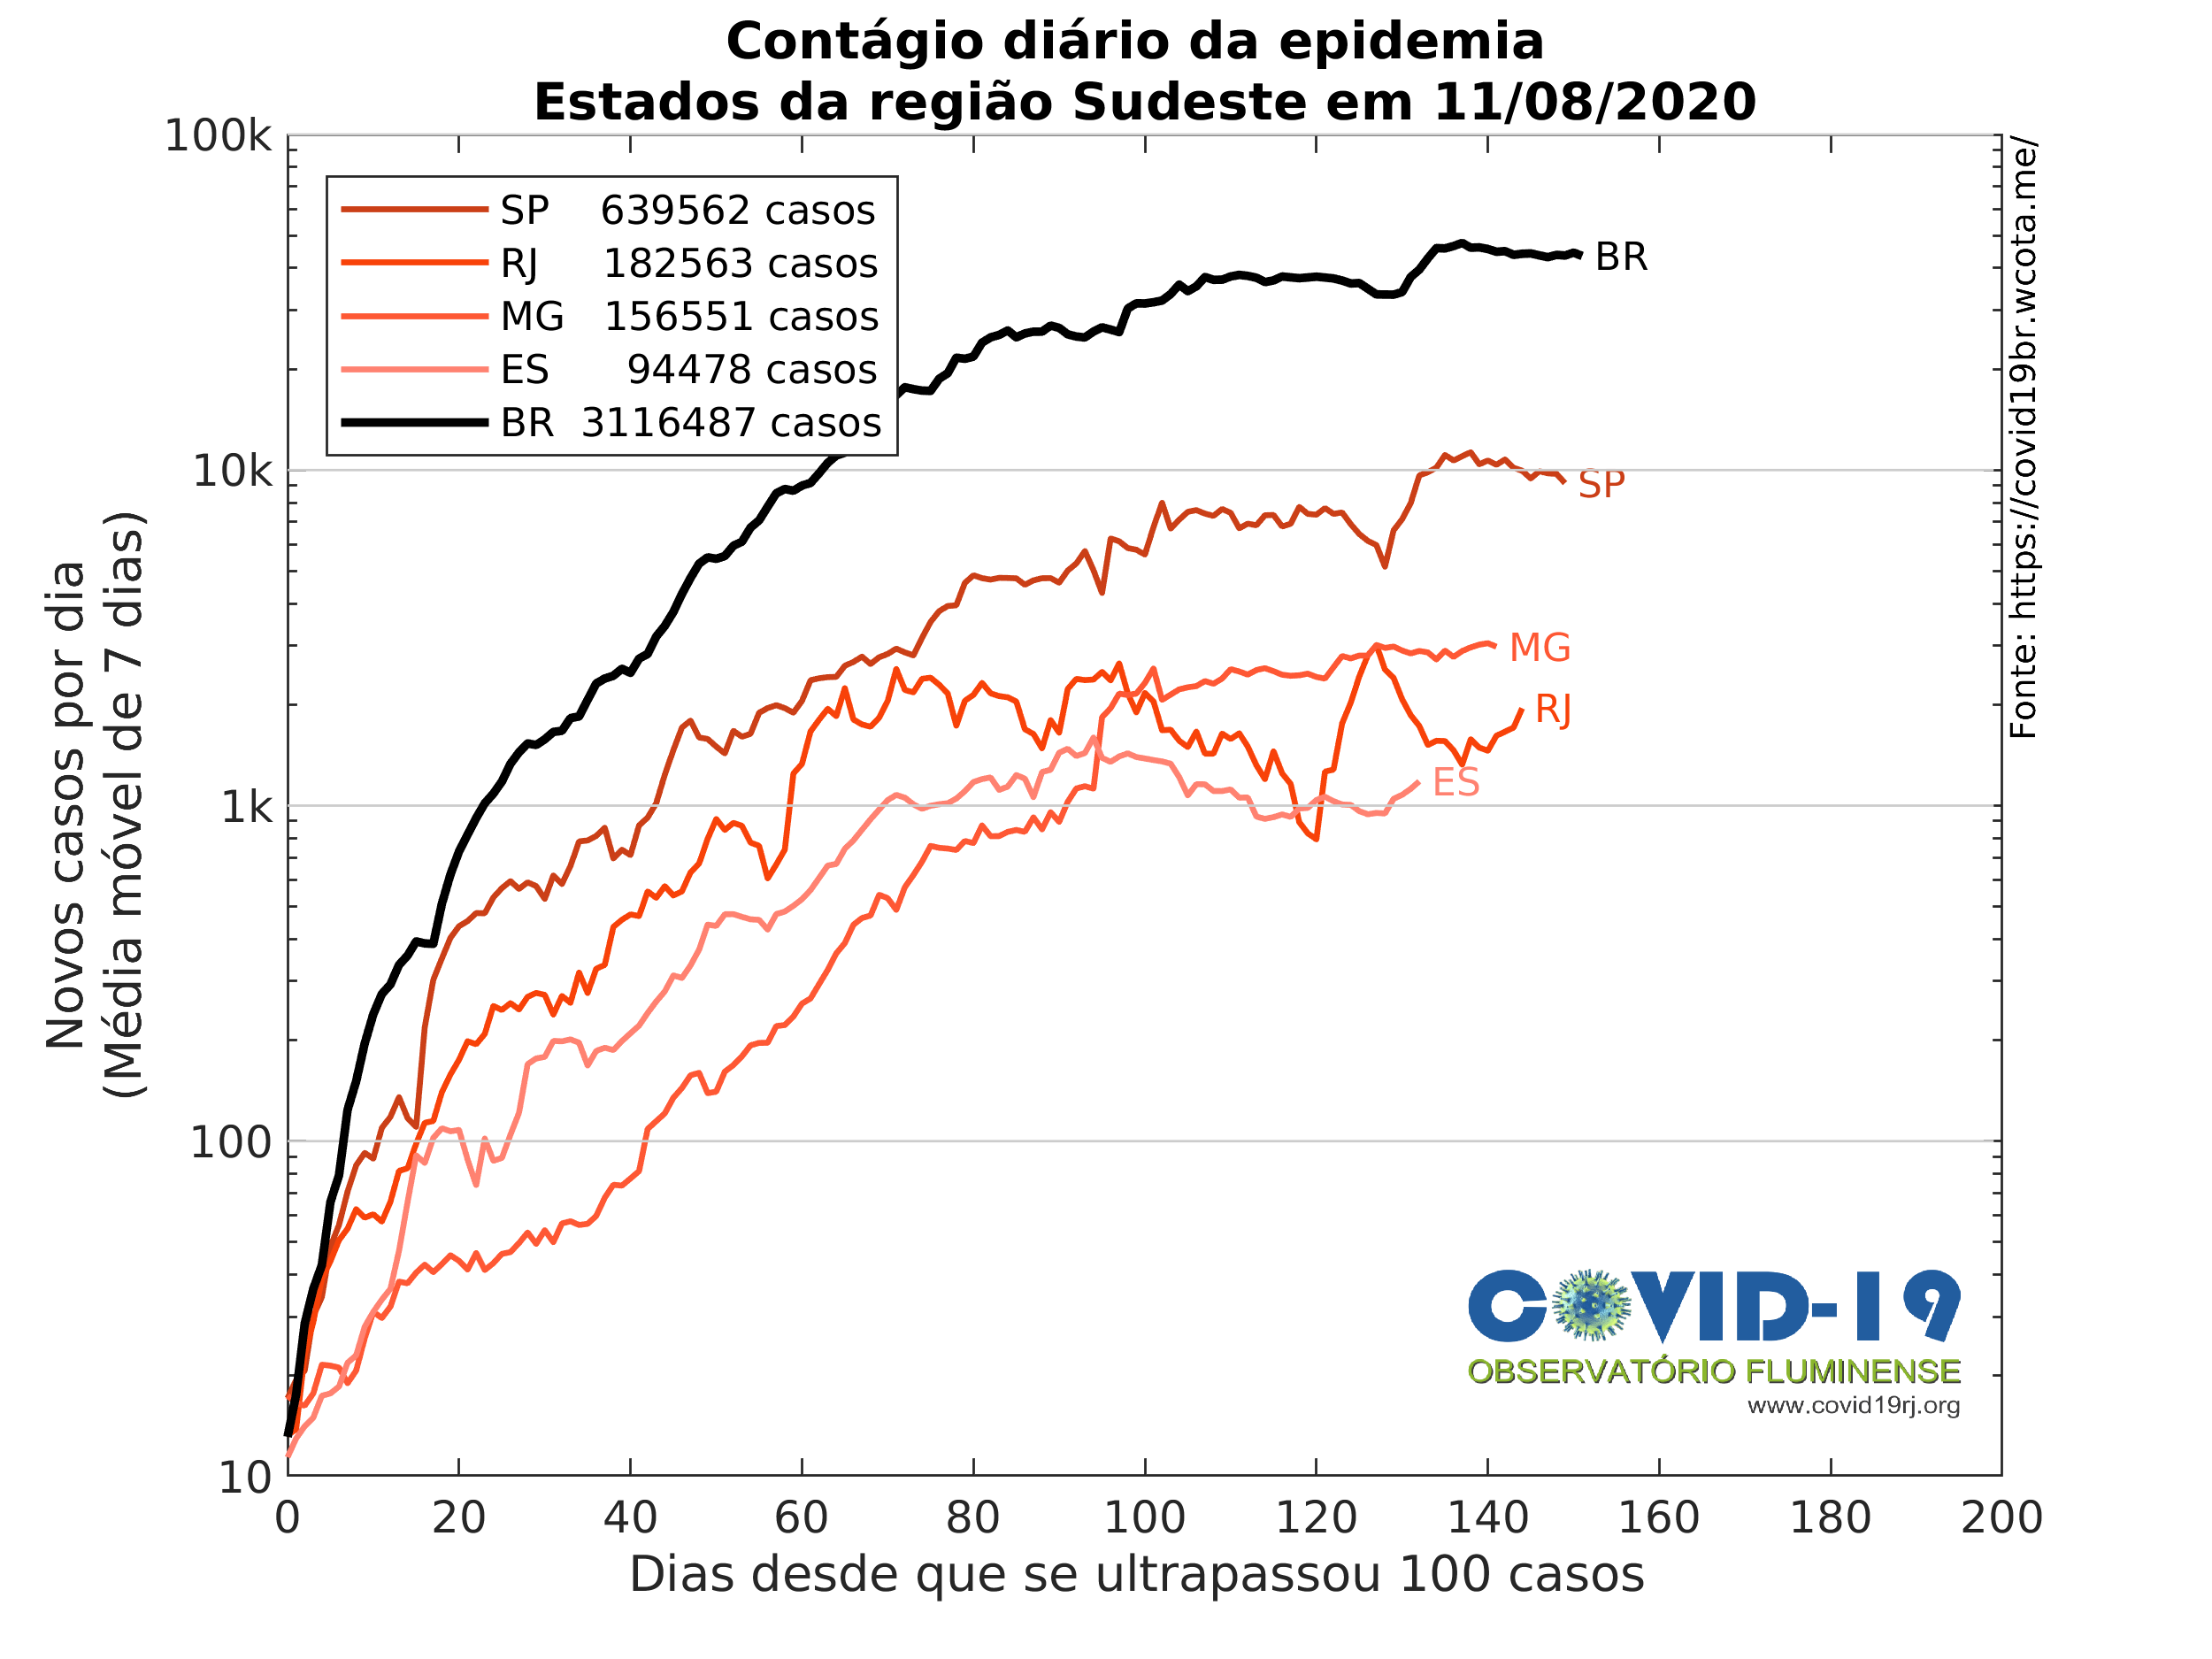 Contágio diário da epidemia
Estados da região Sudeste em 11/08/2020
Novos casos por dia
(Média móvel de 7 dias)
100k
10k
1k
100
10
SP 639562 casos
RJ 182563 casos
MG 156551 casos
ES 94478 casos
BR 3116487 casos
BR
SP
MG
RJ
ES
Fonte: https://covid19br.wcota.me/
COVID-19
OBSERVATÓRIO FLUMINENSE
www.covid19rj.org
0 20 40 60 80 100 120 140 160 180 200
Dias desde que se ultrapassou 100 casos